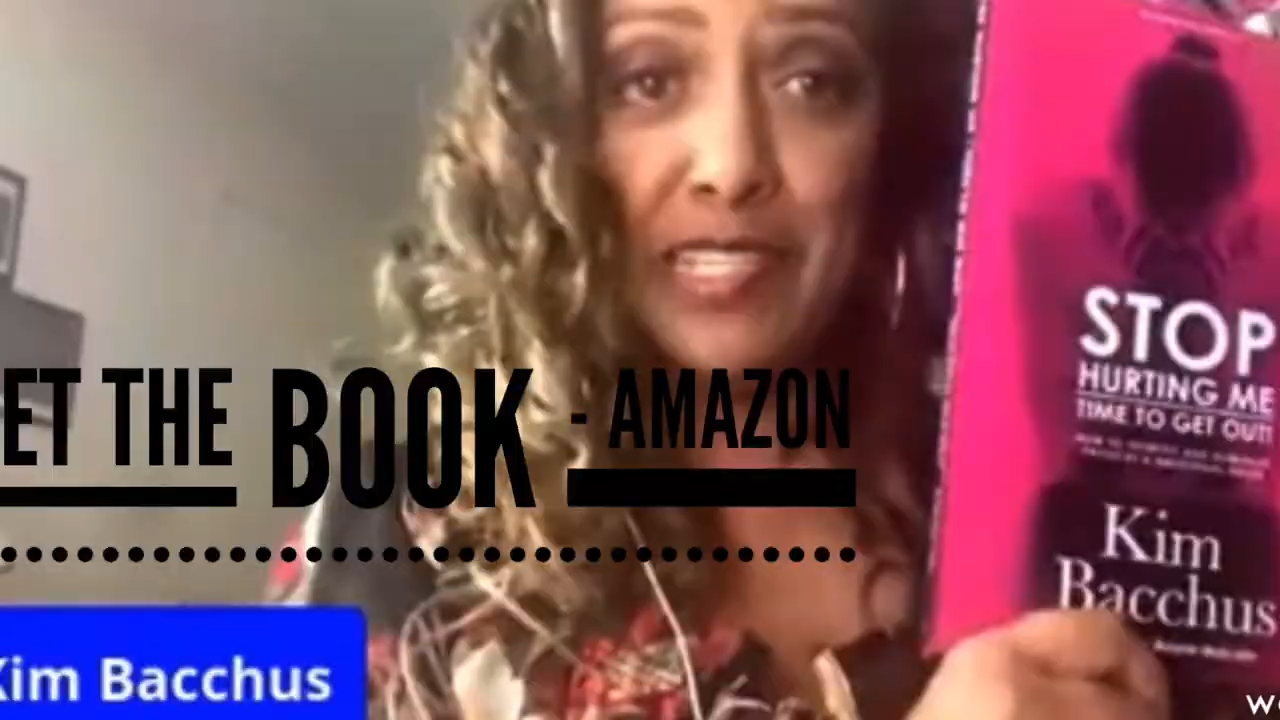 STOP
HURTING ME
TIME TO GET OUT!
Kim
Bacchus
ET THE BOOK - AMAZON
Kim Bacchus